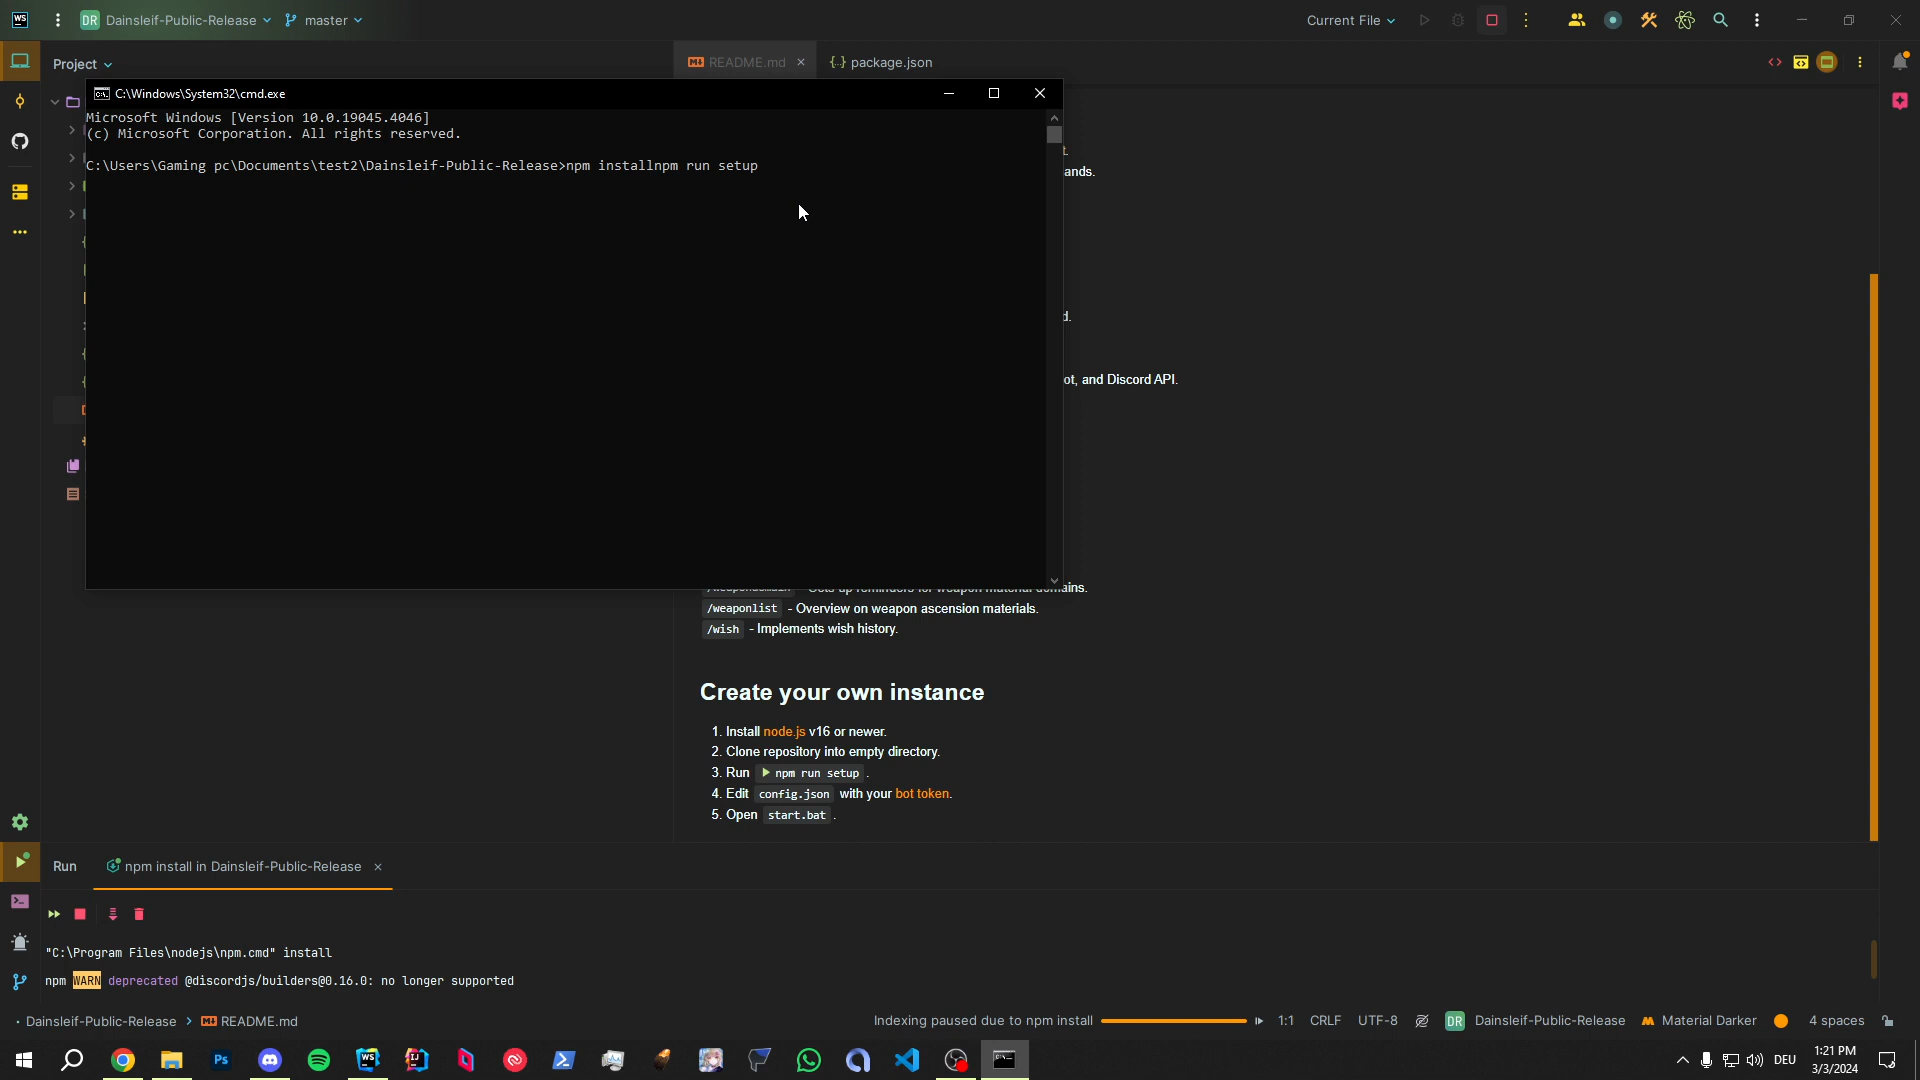 WS
DR Dainsleif-Public-Release master Current File
Project README.md package.json
C:\Windows\System32\cmd.exe
Microsoft Windows [Version 10.0.19045.4046]
(c) Microsoft Corporation. All rights reserved.
C:\Users\Gaming pc\Documents\test2\Dainsleif-Public-Release>npm installnpm run setup
t.
ands.
d.
ot, and Discord API.
ains.
/weaponlist - Overview on weapon ascension materials.
/wish - Implements wish history.
Create your own instance
1. Install node.js v16 or newer.
2. Clone repository into empty directory.
3. Run npm run setup .
4. Edit config.json with your bot token.
5. Open start.bat .
Run npm install in Dainsleif-Public-Release
"C:\Program Files\nodejs\npm.cmd" install
npm WARN deprecated @discordjs/builders@0.16.0: no longer supported
Dainsleif-Public-Release README.md Indexing paused due to npm install 1:1 CRLF UTF-8 DR Dainsleif-Public-Release Material Darker 4 spaces
DEU 1:21 PM
3/3/2024